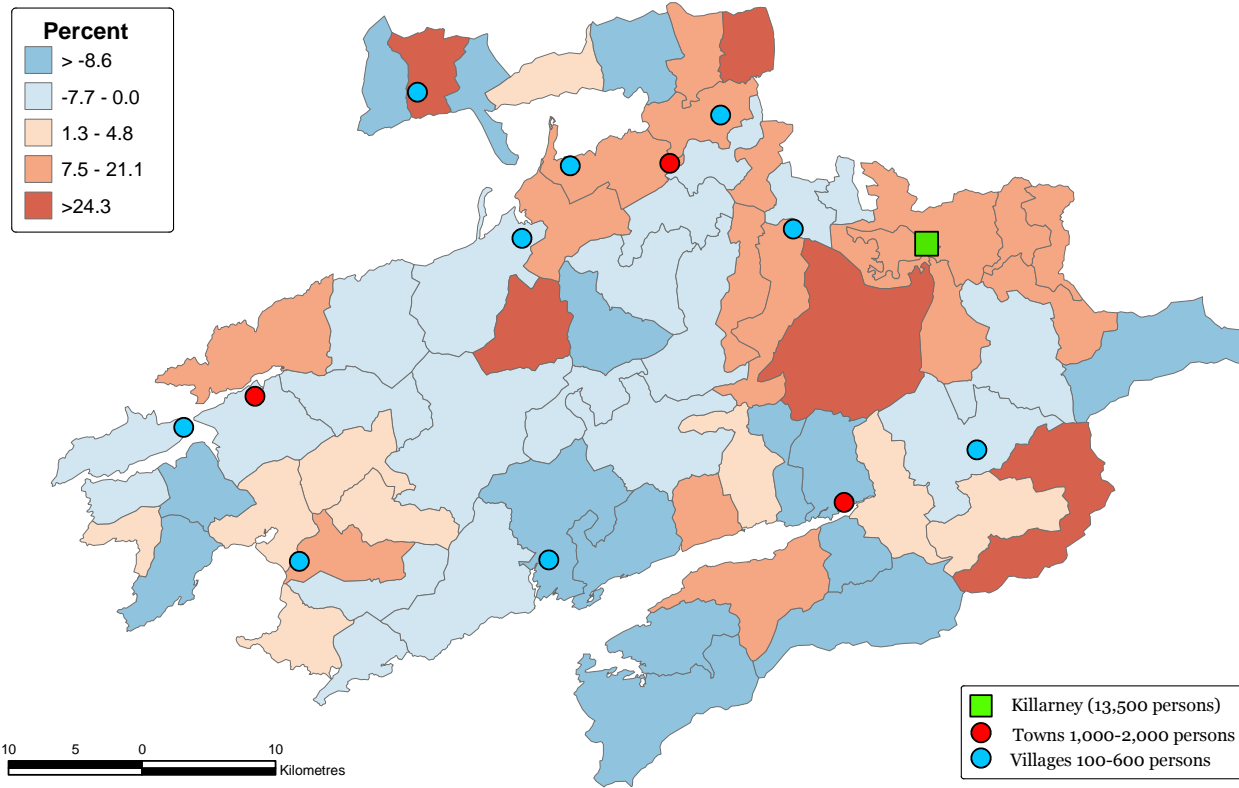 Percent
> -8.6
-7.7 - 0.0
1.3 - 4.8
7.5 - 21.1
>24.3
Killarney (13,500 persons)
Towns 1,000-2,000 persons
Villages 100-600 persons
10 5 0 10
Kilometres